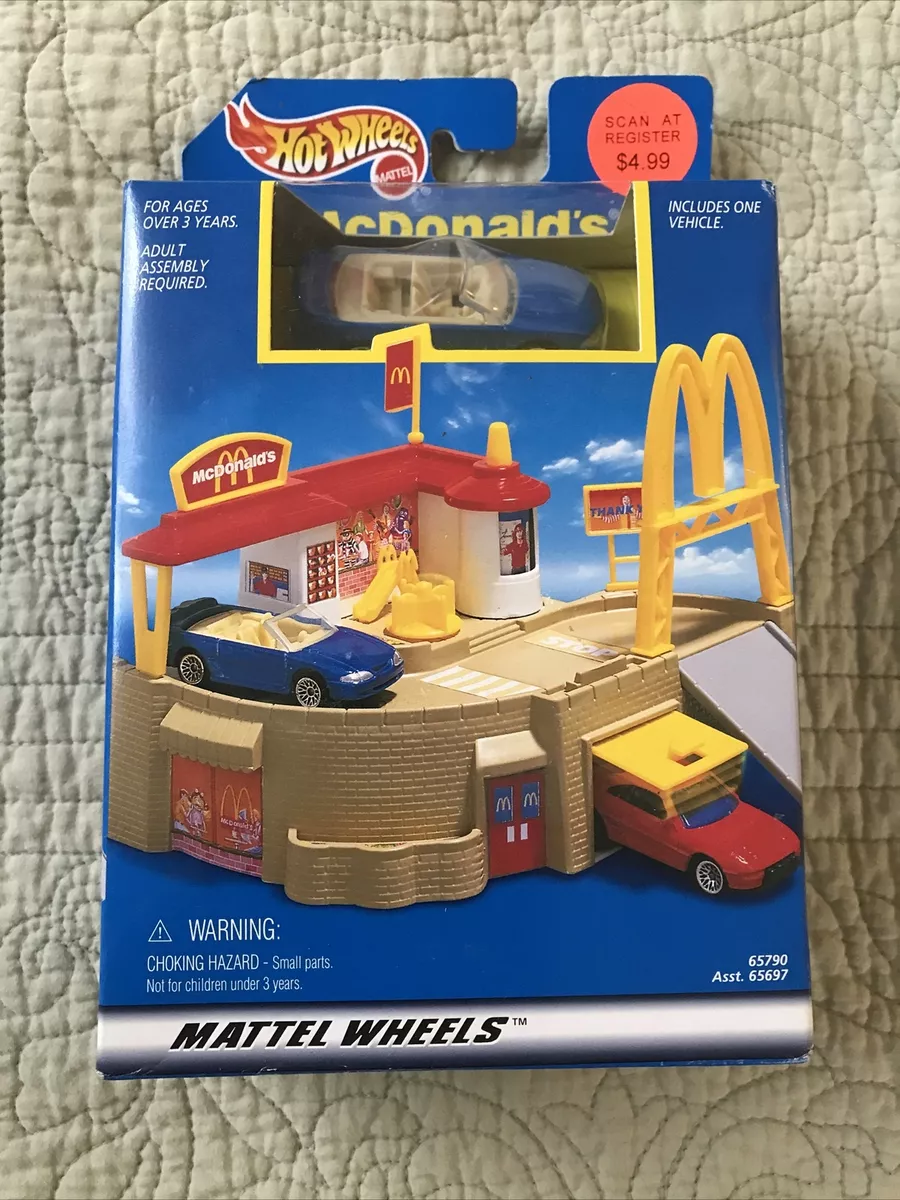 HOT WHEELS
MATTEL
SCAN AT
REGISTER
$4.99
FOR AGES
OVER 3 YEARS.
ADULT
ASSEMBLY
REQUIRED.
McDonald's
INCLUDES ONE
VEHICLE.
McDonald's
THANK
STOP
McDonald's
⚠ WARNING:
CHOKING HAZARD - Small parts.
Not for children under 3 years.
65790
Asst. 65697
MATTEL WHEELS™